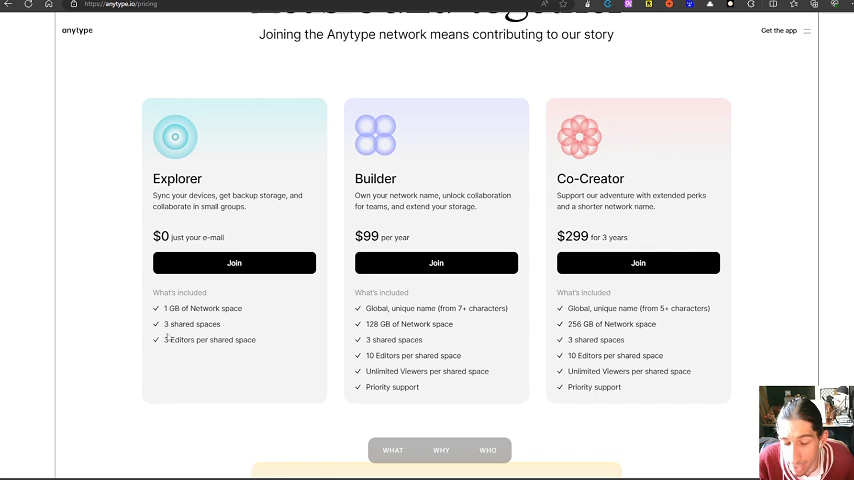 https://anytype.io/pricing
Let's build together
Joining the Anytype network means contributing to our story
anytype
Get the app
Explorer
Sync your devices, get backup storage, and
collaborate in small groups.
$0 just your e-mail
Join
What's included
1 GB of Network space
3 shared spaces
3 Editors per shared space
Builder
Own your network name, unlock collaboration
for teams, and extend your storage.
$99 per year
Join
What's included
Global, unique name (from 7+ characters)
128 GB of Network space
3 shared spaces
10 Editors per shared space
Unlimited Viewers per shared space
Priority support
Co-Creator
Support our adventure with extended perks
and a shorter network name.
$299 for 3 years
Join
What's included
Global, unique name (from 5+ characters)
256 GB of Network space
3 shared spaces
10 Editors per shared space
Unlimited Viewers per shared space
Priority support
WHAT WHY WHO